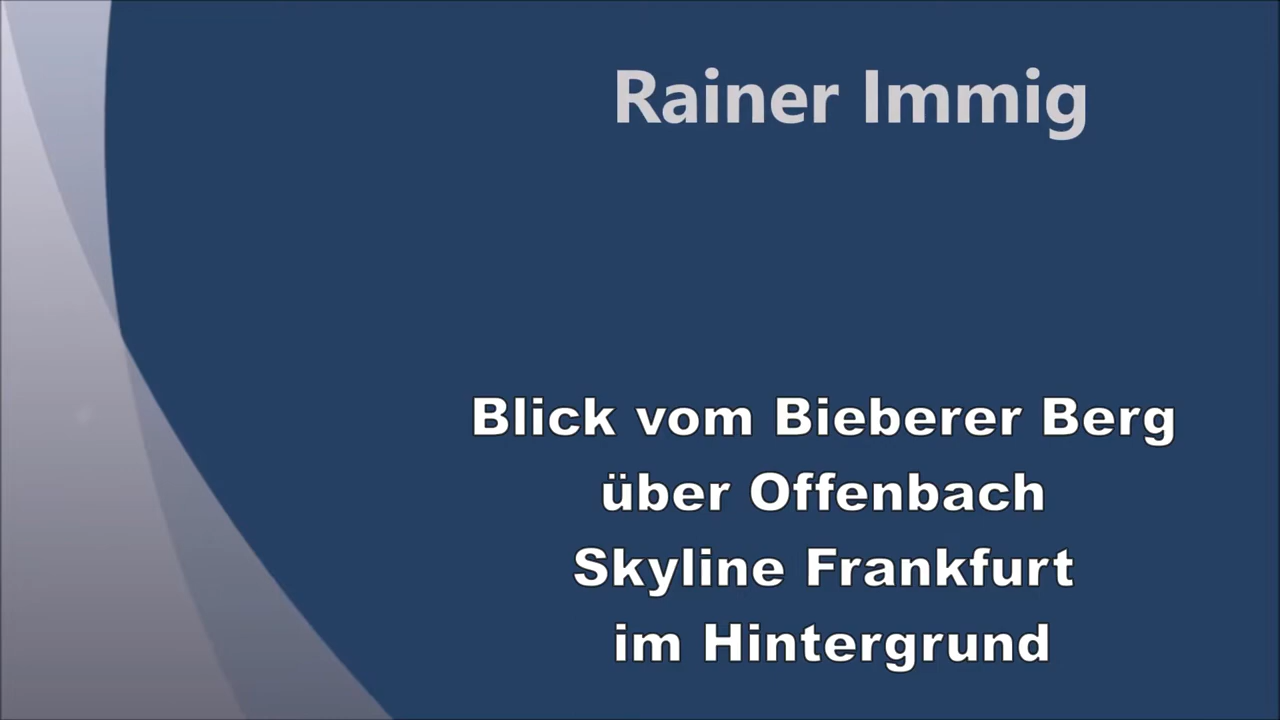 Rainer Immig
Blick vom Bieberer Berg
über Offenbach
Skyline Frankfurt
im Hintergrund